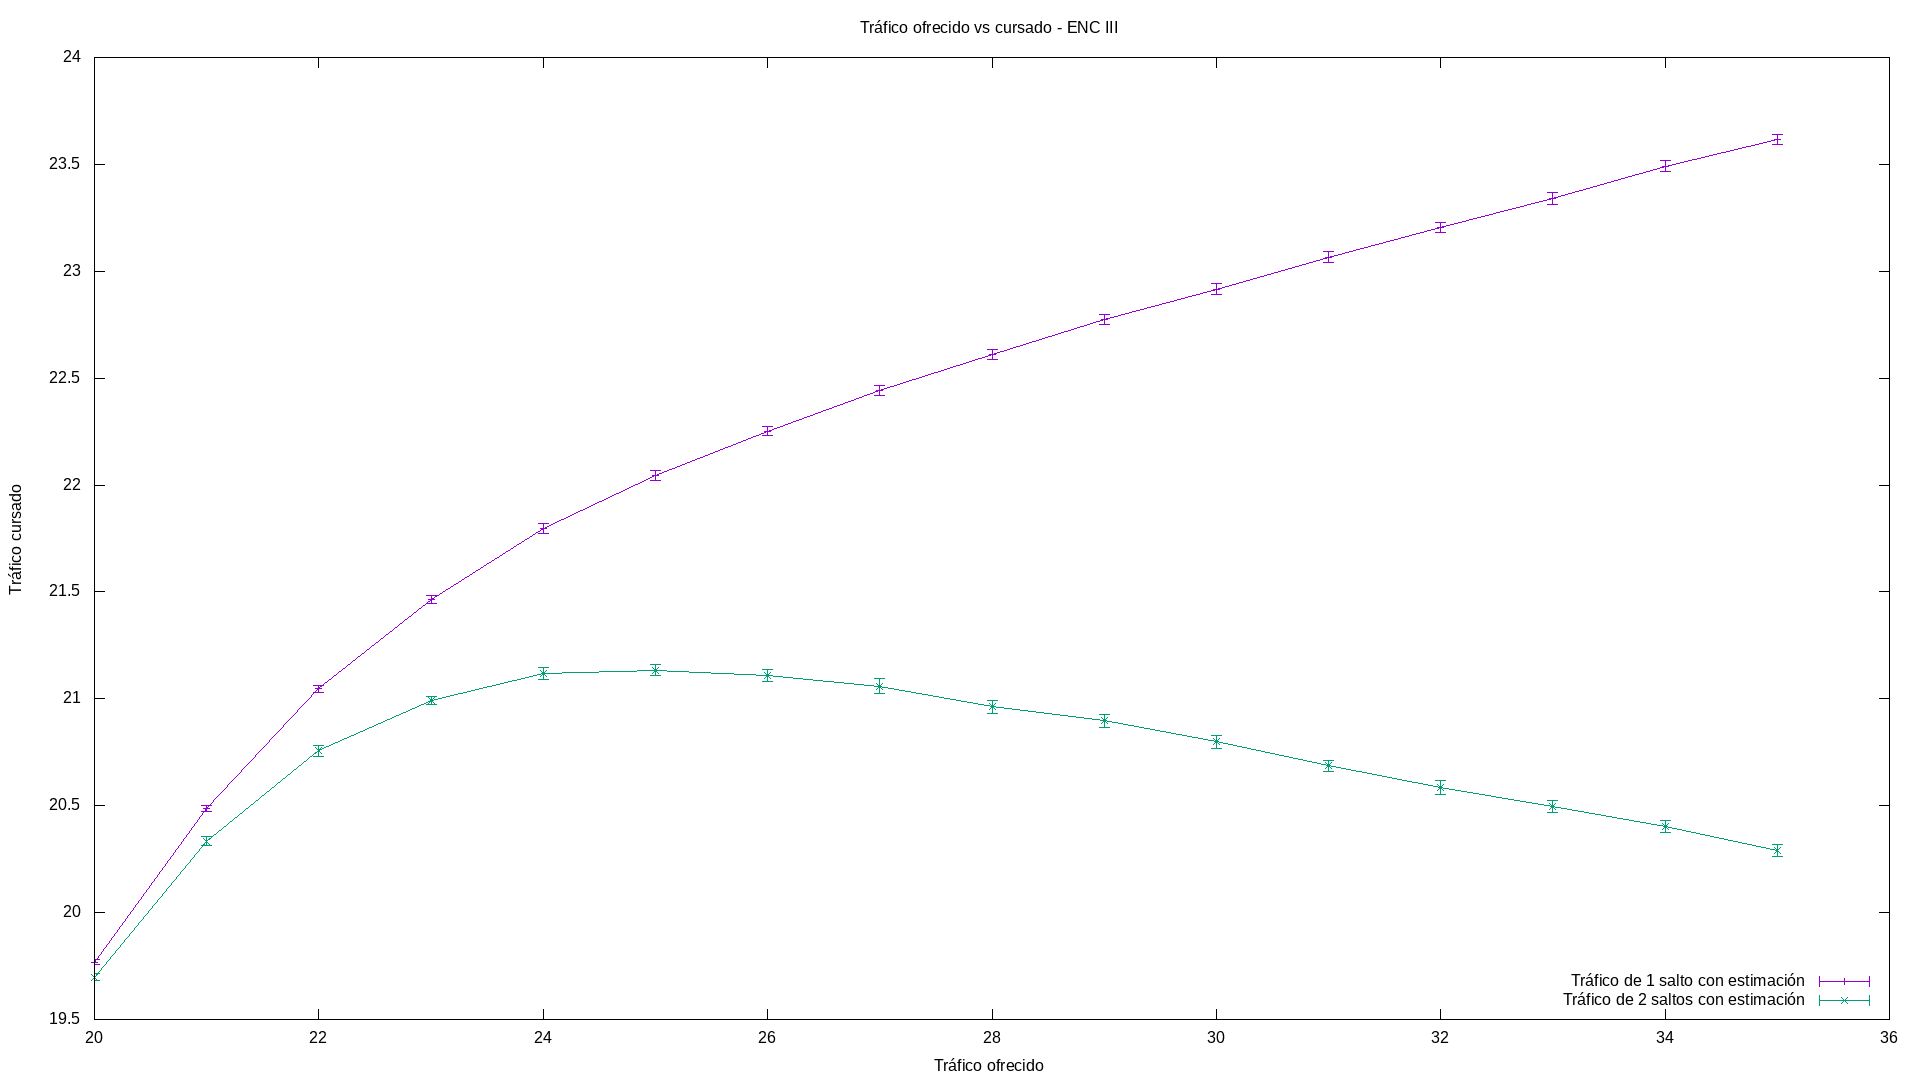 Tráfico ofrecido vs cursado - ENC III
24
23.5
23
22.5
22
21.5
21
20.5
20
19.5
Tráfico cursado
Tráfico de 1 salto con estimación
Tráfico de 2 saltos con estimación
20 22 24 26 28 30 32 34 36
Tráfico ofrecido